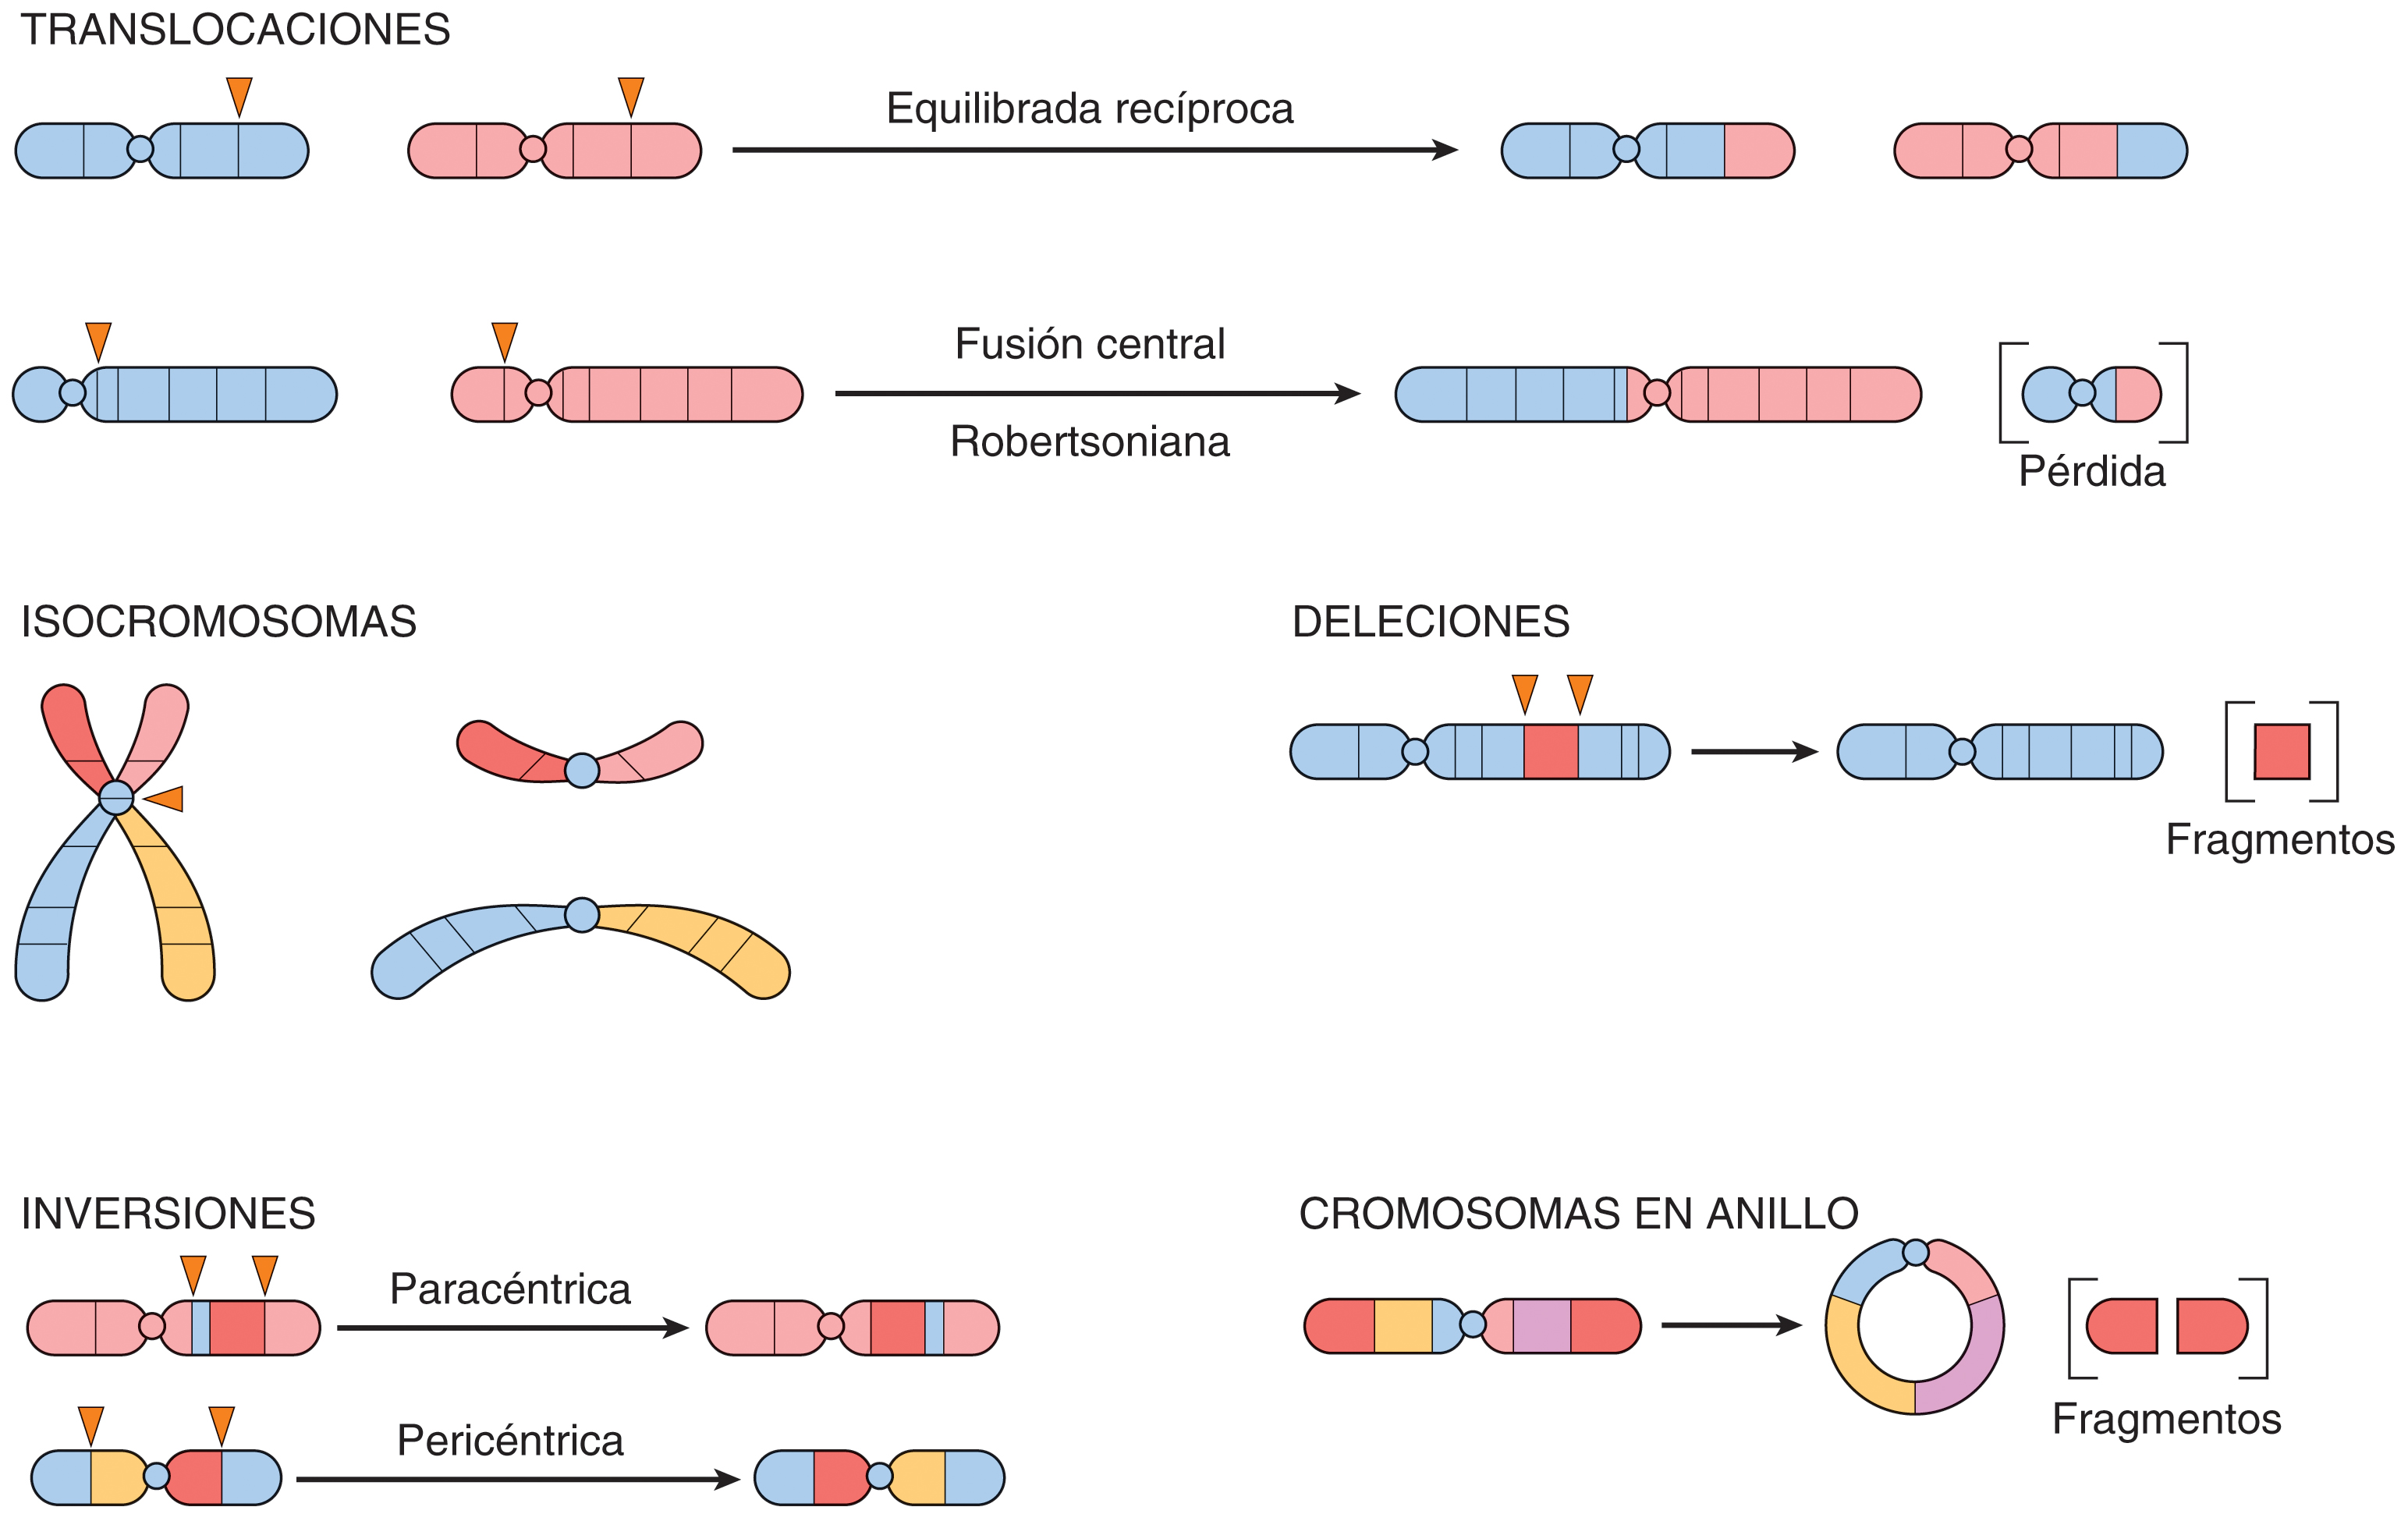 TRANSLOCACIONES
Equilibrada recíproca
Fusión central
Robertsoniana
Pérdida
ISOCROMOSOMAS
DELECIONES
Fragmentos
INVERSIONES
Paracéntrica
Pericéntrica
CROMOSOMAS EN ANILLO
Fragmentos